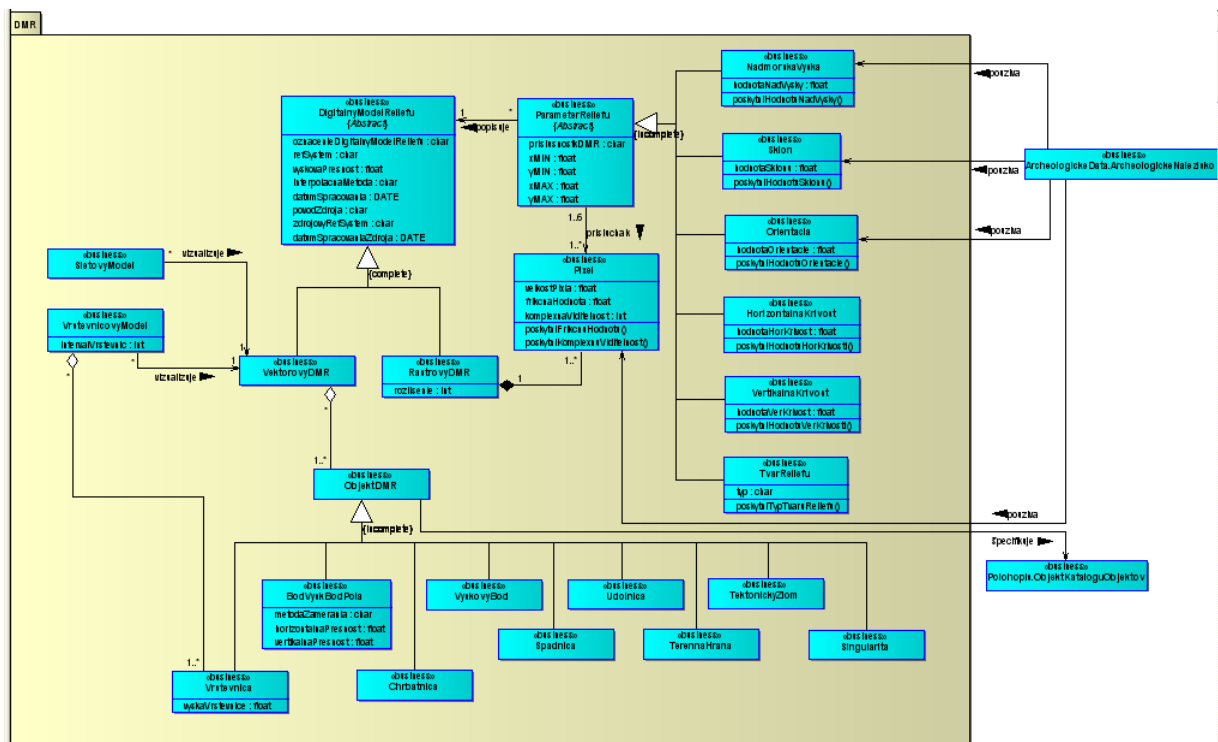 DMR
«business»
DigitalnyModelReliefu
{Abstract}
oznacenieDigitalnyModelReliefu : char
refSystem : char
vyskovaPresnost : float
InterpolacnaMetoda : char
datumSpracovania : DATE
povodZdroja : char
zdrojovyRefSystem : char
datumSpracovaniaZdroja : DATE
1
*
popisuje
«business»
ParameterReliefu
{Abstract}
prislusnostkDMR : char
xMIN : float
yMIN : float
xMAX : float
yMAX : float
{Incomplete}
1..6
prisluchak
1..*
«business»
Pixel
velkostPixla : float
frikcnaHodnota : float
komplexnaViditelnost : Int
poskytniFrikcnuHodnotu()
poskytniKomplexnuViditelnost()
1..*
1
«business»
NadmorskaVyska
hodnotaNadVysky : float
poskytniHodnotuNadVysky()
«business»
Sklon
hodnotaSklonu : float
poskytniHodnotuSklonu()
«business»
Orientacia
hodnotaOrientacie : float
poskytniHodnotuOrientacie()
«business»
HorizontalnaKrivost
hodnotaHorKrivost : float
poskytniHodnotuHorKrivosti()
«business»
VertikalnaKrivost
hodnotaVerKrivost : float
poskytniHodnotuVerKrivosti()
«business»
TvarReliefu
typ : char
poskytniTypTvaruReliefu()
pouziva
pouziva
pouziva
pouziva
«business»
ArcheologickeData.ArcheologickeNalezisko
«business»
SietovyModel
*
vizualizuje
1
«business»
VrstevnicovyModel
IntervalVrstevnic : Int
*
vizualizuje
1
*
{complete}
«business»
VektorovyDMR
«business»
RastrovyDMR
rozlisenie : Int
*
1..*
«business»
ObjektDMR
{Incomplete}
Specifikuje
«business»
Polohopis.ObjektKataloguObjektov
«business»
BodVyskBodPola
metodaZamerania : char
horizontalnaPresnost : float
vertikalnaPresnost : float
«business»
VyskovyBod
«business»
Udolnica
«business»
TektonickyZlom
«business»
Spadnica
«business»
TerennaHrana
«business»
Singularita
1..*
«business»
Vrstevnica
vyskaVrstevnice : float
«business»
Chrbatnica